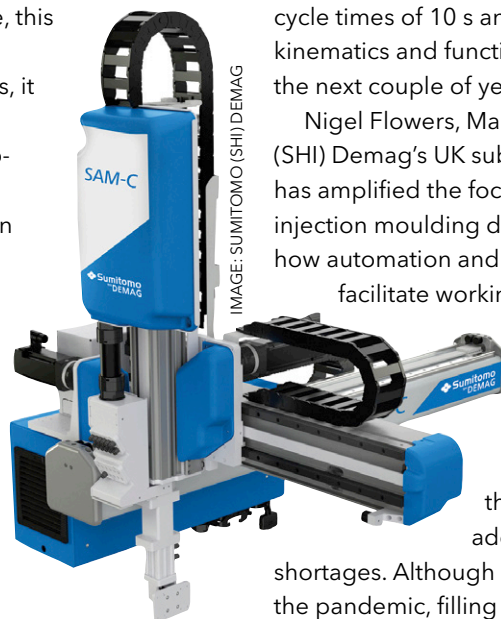 e, this
s, it
-
n
SAM-C
Sumitomo
DEMAG
IMAGE: SUMITOMO (SHI) DEMAG
cycle times of 10 s an
kinematics and functi
the next couple of ye
Nigel Flowers, Ma
(SHI) Demag's UK sub
has amplified the foc
injection moulding d
how automation and
facilitate workin
Sumitomo
DEMAG
C
th
shortages. Although
the pandemic, filling